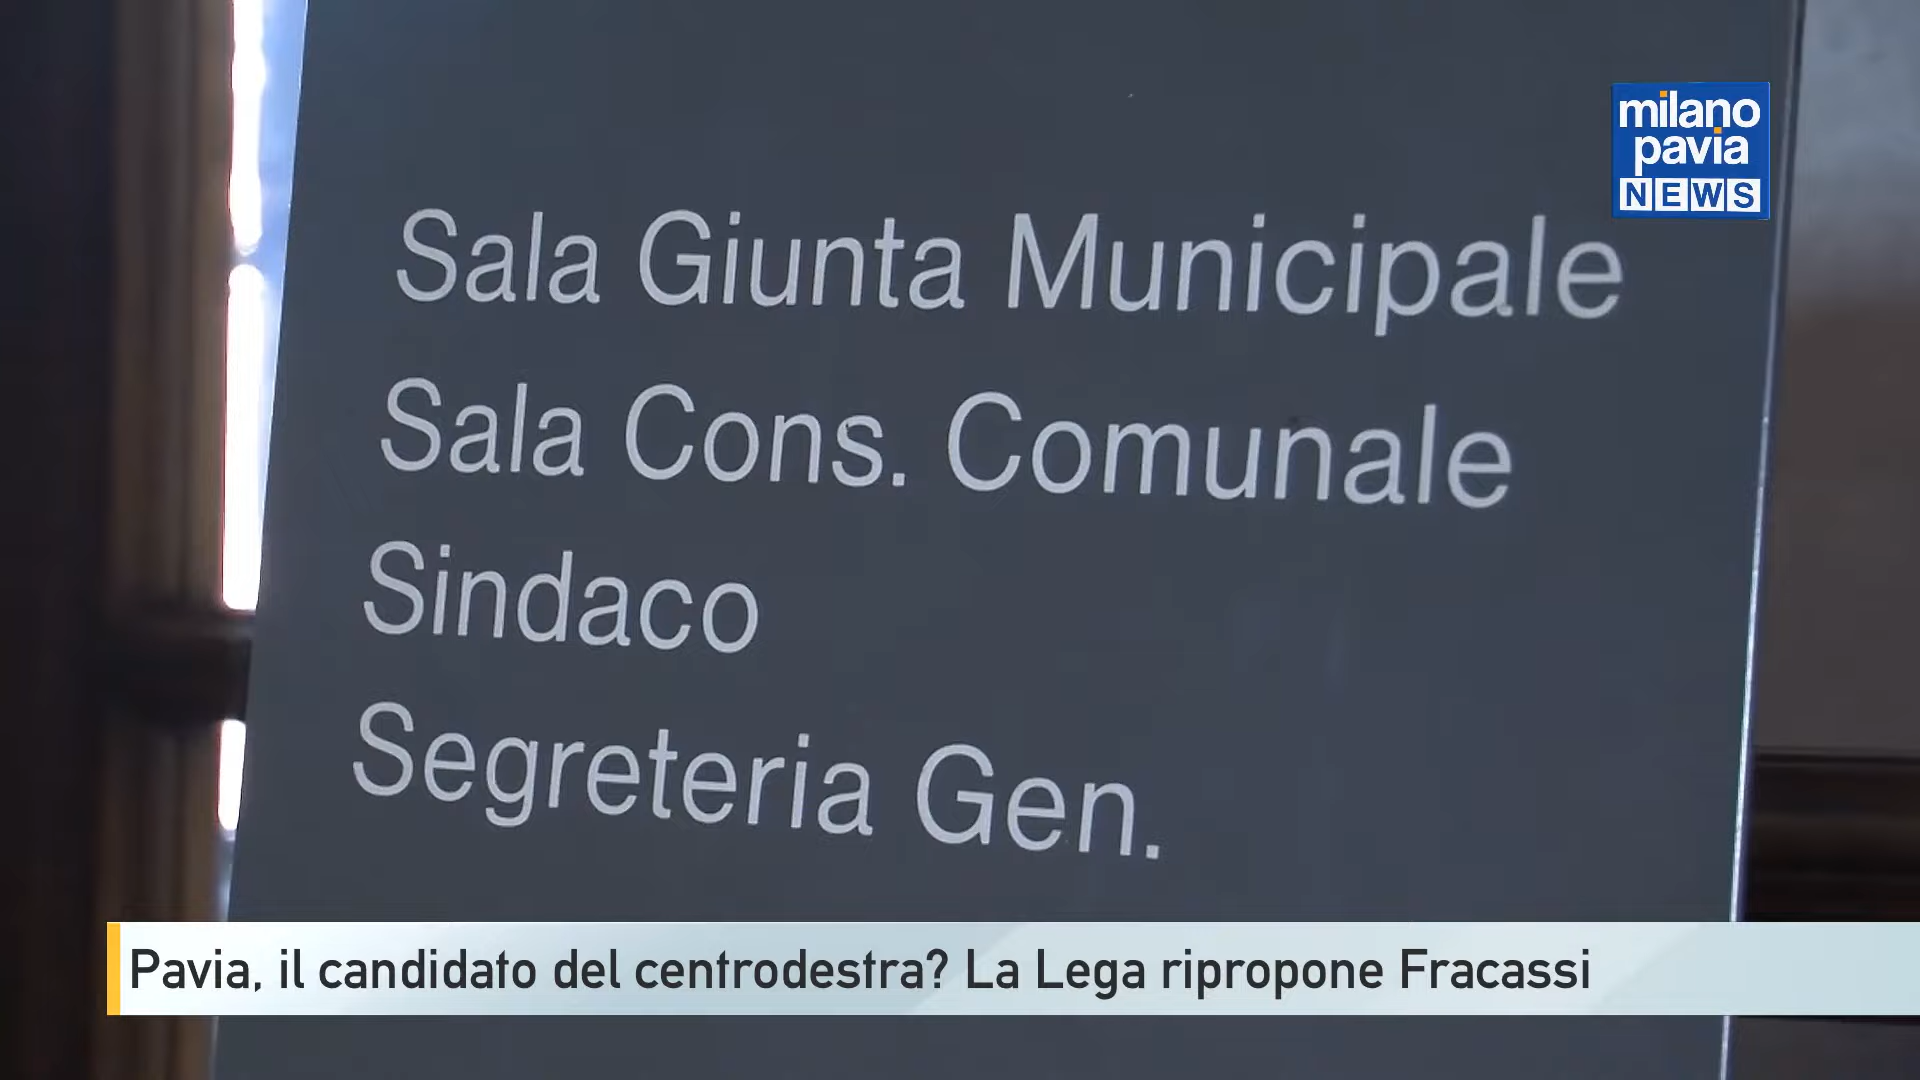 milano
pavia
NEWS
Sala Giunta Municipale
Sala Cons. Comunale
Sindaco
Segreteria Gen.
Pavia, il candidato del centrodestra? La Lega ripropone Fracassi